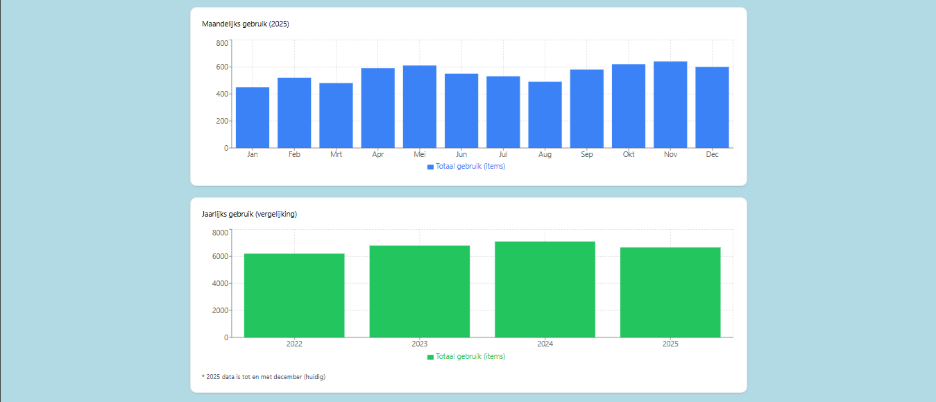 Maandelijks gebruik (2025)
800
600
400
200
0
Jan Feb Mrt Apr Mei Jun Jul Aug Sep Okt Nov Dec
Totaal gebruik (items)
Jaarlijks gebruik (vergelijking)
8000
6000
4000
2000
0
2022 2023 2024 2025
Totaal gebruik (items)
* 2025 data is tot en met december (huidig)